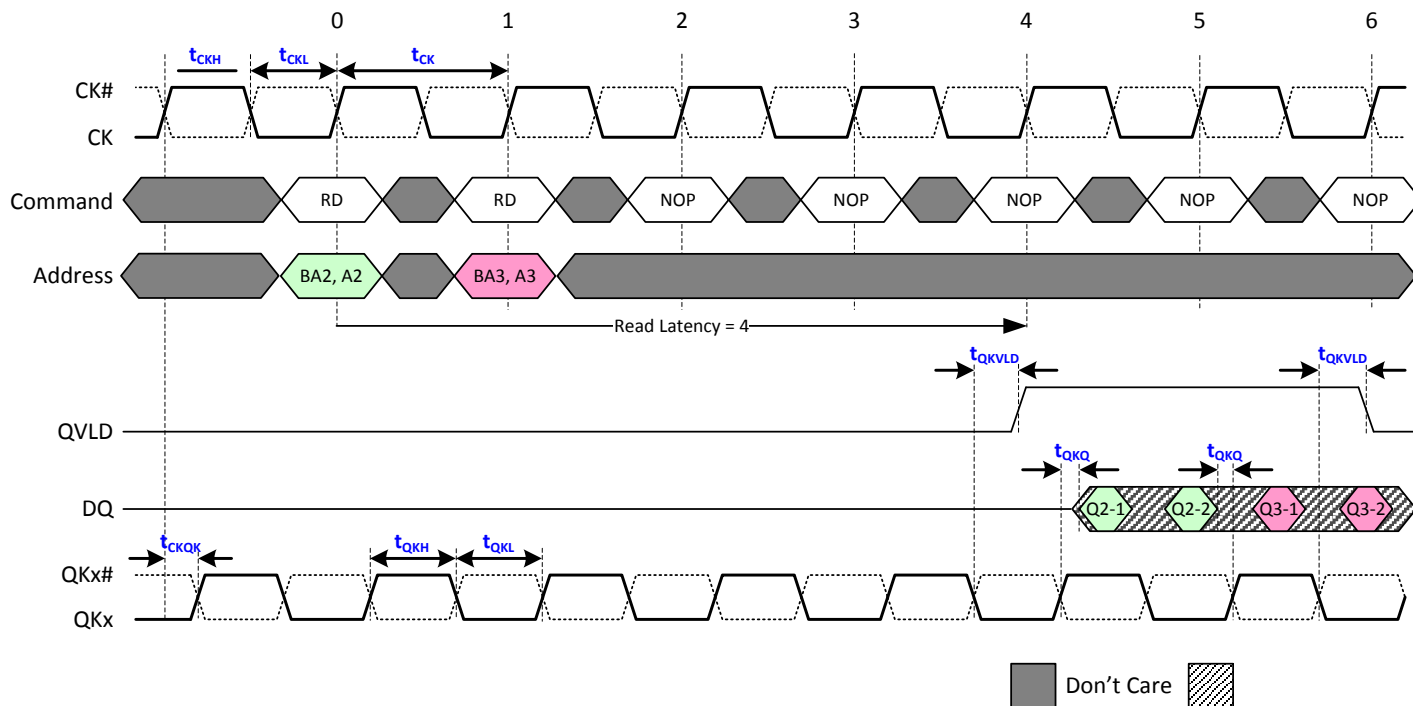 0 1 2 3 4 5 6
tCKH tCKL tCK
CK#
CK
Command RD RD NOP NOP NOP NOP NOP
Address BA2, A2 BA3, A3
Read Latency = 4
tQKVLD tQKVLD
QVLD
tQKQ tQKQ
DQ Q2-1 Q2-2 Q3-1 Q3-2
tCKQK tQKH tQKL
QKx#
QKx
Don't Care